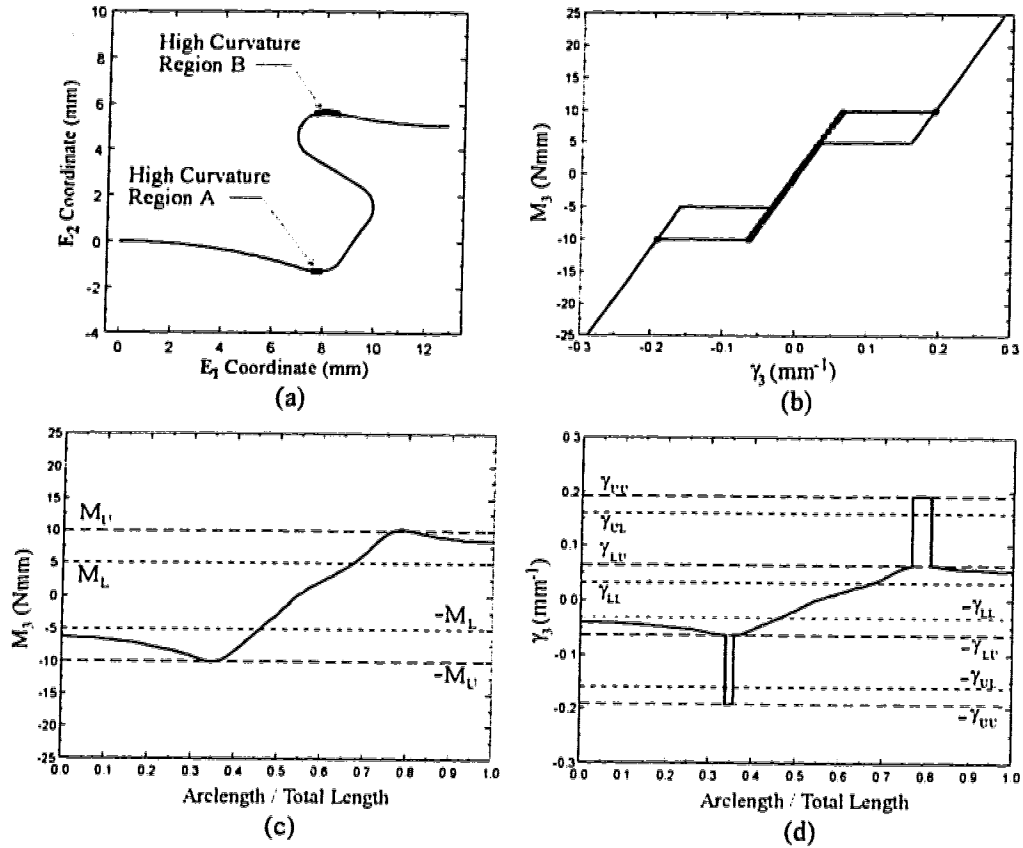 10
8
6
4
2
0
-2
-4
0
2
4
6
8
10
12
E2 Coordinate (mm)
E1 Coordinate (mm)
High Curvature
Region B
High Curvature
Region A
(a)
25
20
15
10
5
0
-5
-10
-15
-20
-25
-0.3
-0.2
-0.1
0.0
0.1
0.2
0.3
M3 (Nmm)
γ3 (mm-1)
(b)
25
20
15
10
5
0
-5
-10
-15
-20
-25
0.0
0.1
0.2
0.3
0.4
0.5
0.6
0.7
0.8
0.9
1.0
M3 (Nmm)
Arclength / Total Length
MU
ML
-ML
-MU
(c)
0.3
0.2
0.1
0.0
-0.1
-0.2
-0.3
0.0
0.1
0.2
0.3
0.4
0.5
0.6
0.7
0.8
0.9
1.0
γ3 (mm-1)
Arclength / Total Length
γUU
γUL
γLU
γLL
-γLL
-γLU
-γUL
-γUU
(d)